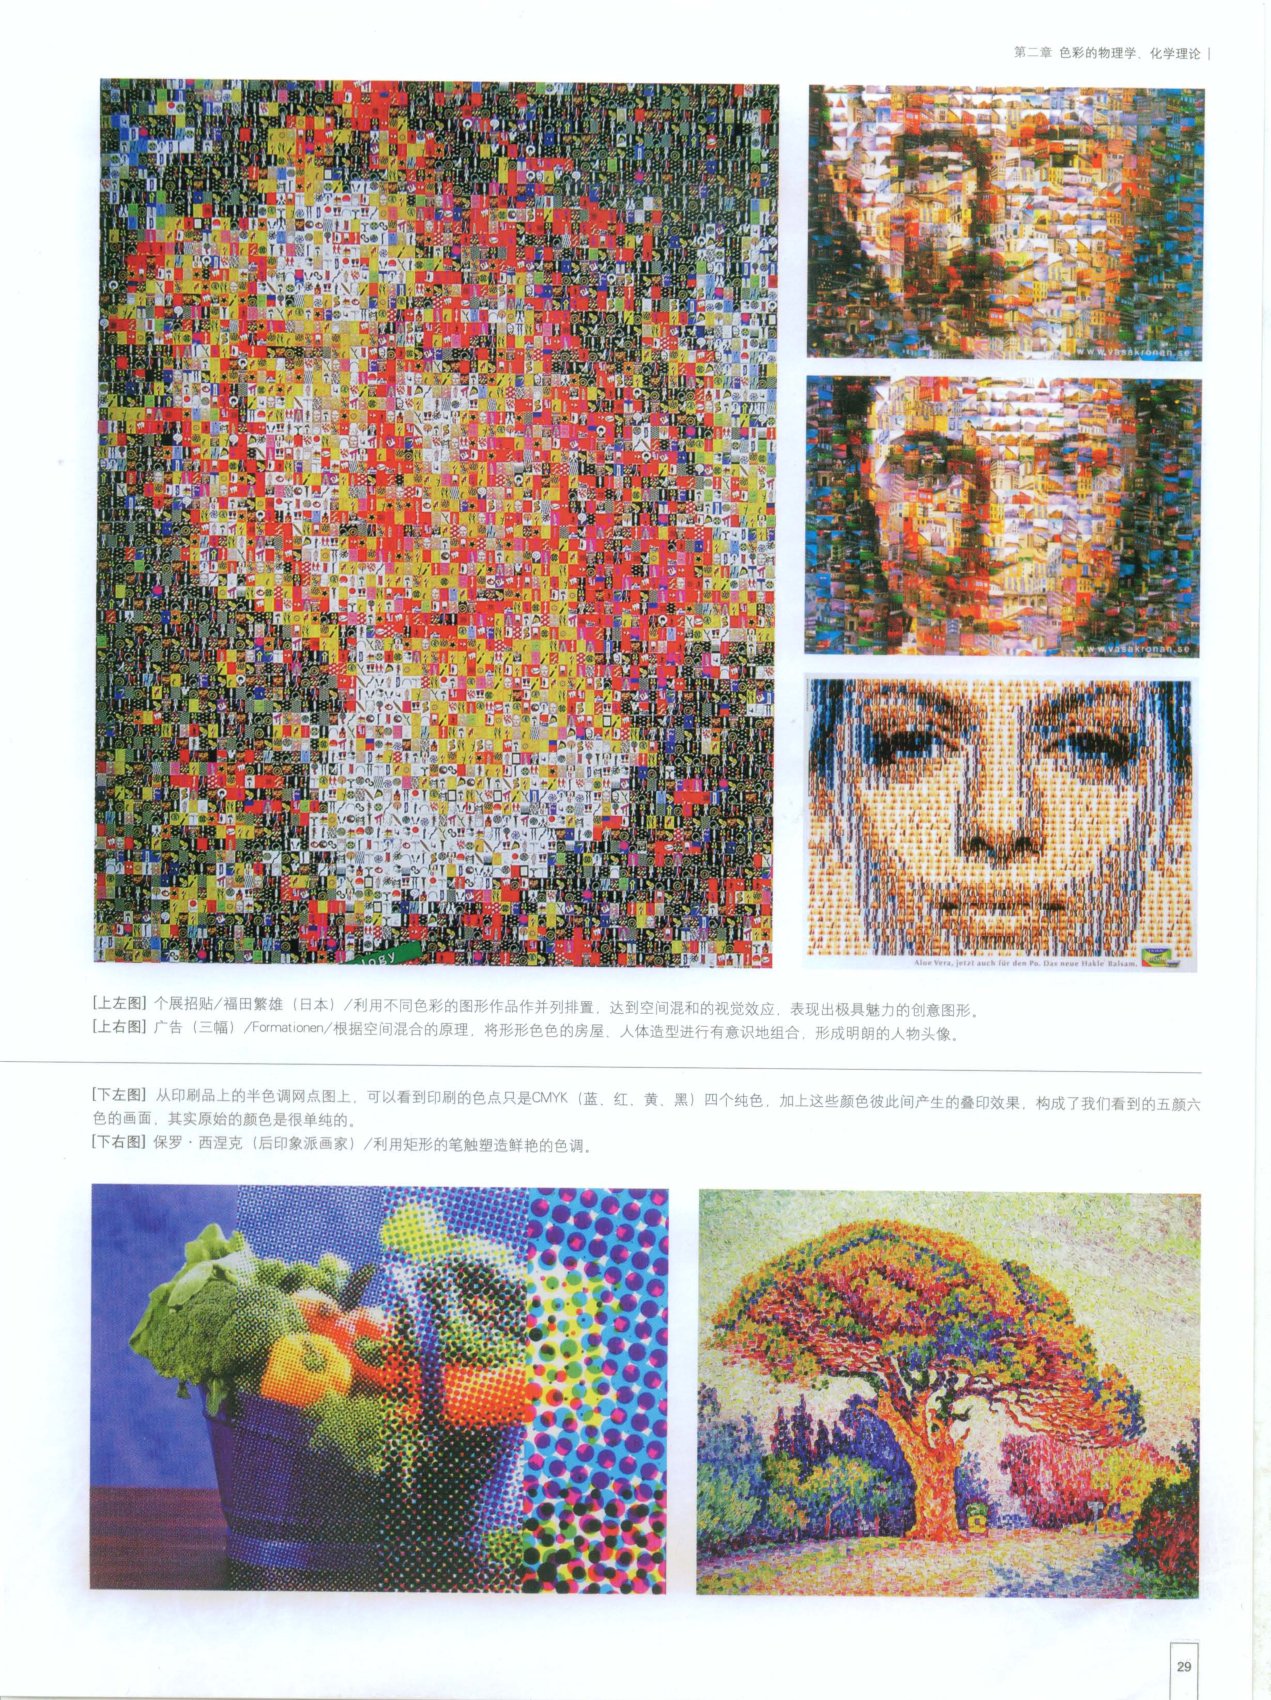 第二章 色彩的物理学、化学理论
www.vasakronan.se
www.vasakronan.se
Aloe Vera, jetzt auch für den Po. Das neue Hakle Balsam.
logy
[上左图] 个展招贴/福田繁雄（日本）/利用不同色彩的图形作品作并列排置，达到空间混和的视觉效应，表现出极具魅力的创意图形。
[上右图] 广告（三幅）/Formationen/根据空间混合的原理，将形形色色的房屋、人体造型进行有意识地组合，形成明朗的人物头像。
[下左图] 从印刷品上的半色调网点图上，可以看到印刷的色点只是CMYK（蓝、红、黄、黑）四个纯色，加上这些颜色彼此间产生的叠印效果，构成了我们看到的五颜六
色的画面，其实原始的颜色是很单纯的。
[下右图] 保罗·西涅克（后印象派画家）/利用矩形的笔触塑造鲜艳的色调。
29